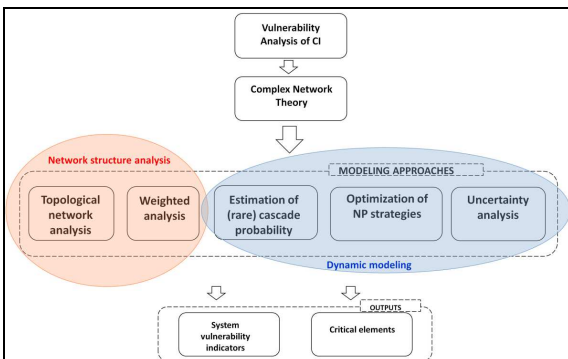 Vulnerability
Analysis of CI
Complex Network
Theory
Network structure analysis
MODELING APPROACHES
Topological
network
analysis
Weighted
analysis
Estimation of
(rare) cascade
probability
Optimization of
NP strategies
Uncertainty
analysis
Dynamic modeling
OUTPUTS
System
vulnerability
indicators
Critical elements